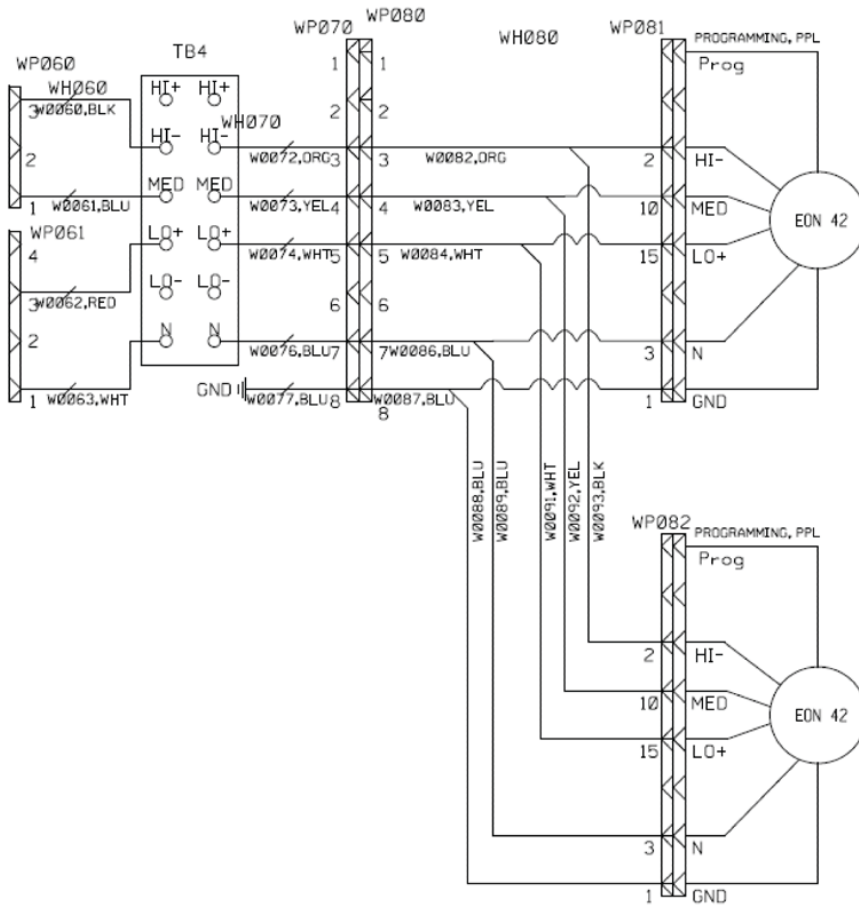 WP070 WP080 WH080 WP081
PROGRAMMING, PPL
Prog
WP060 TB4
WH060
HI+ HI+
1 1
3 W0060,BLK
2 2
HI- HI-
WH070
2
W0072,ORG 3 3 W0082,ORG 2 HI-
MED MED
1 W0061,BLU
W0073,YEL 4 4 W0083,YEL 10 MED
EON 42
WP061
4
LO+ LO+
W0074,WHT 5 5 W0084,WHT 15 LO+
LO- LO-
3 W0062,RED
6 6
2
N N
W0076,BLU 7 7 W0086,BLU 3 N
GND
1 W0063,WHT
W0077,BLU 8 8 W0087,BLU 1 GND
W0088,BLU
W0089,BLU
W0091,WHT
W0092,YEL
W0093,BLK
WP082
PROGRAMMING, PPL
Prog
2 HI-
10 MED
EON 42
15 LO+
3 N
1 GND